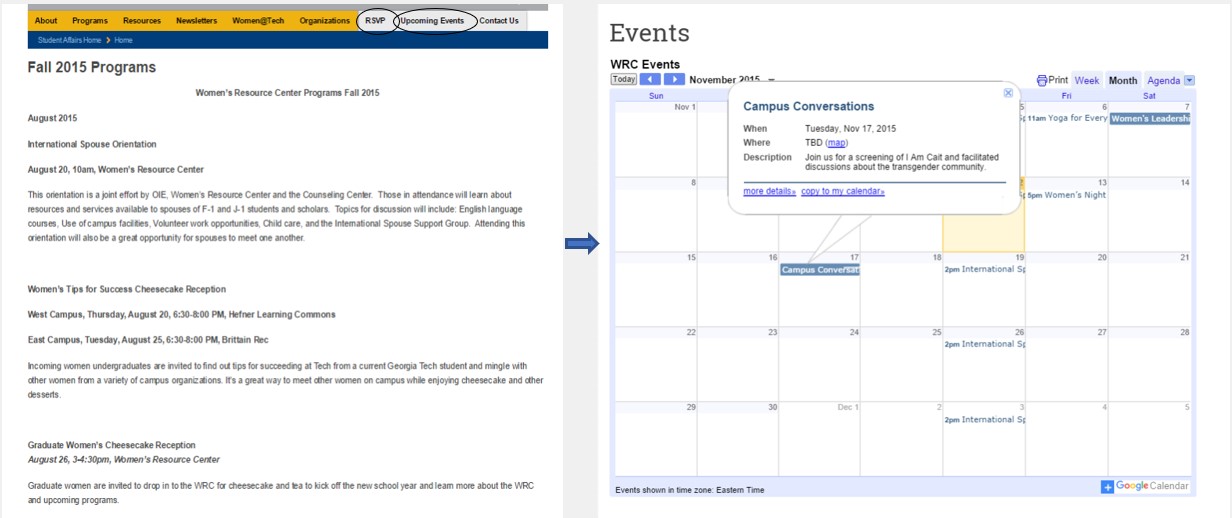 About Programs Resources Newsletters Women@Tech Organizations RSVP Upcoming Events Contact Us
Student Affairs Home Home
Fall 2015 Programs
Women's Resource Center Programs Fall 2015
August 2015
International Spouse Orientation
August 20, 10am, Women's Resource Center
This orientation is a joint effort by OIE, Women's Resource Center and the Counseling Center. Those in attendance will learn about
resources and services available to spouses of F-1 and J-1 students and scholars. Topics for discussion will include: English language
courses, Use of campus facilities, Volunteer work opportunities, Child care, and the International Spouse Support Group. Attending this
orientation will also be a great opportunity for spouses to meet one another.
Women's Tips for Success Cheesecake Reception
West Campus, Thursday, August 20, 6:30-8:00 PM, Hefner Learning Commons
East Campus, Tuesday, August 25, 6:30-8:00 PM, Brittain Rec
Incoming women undergraduates are invited to find out tips for succeeding at Tech from a current Georgia Tech student and mingle with
other women from a variety of campus organizations. It's a great way to meet other women on campus while enjoying cheesecake and other
desserts.
Graduate Women's Cheesecake Reception
August 26, 3-4:30pm, Women's Resource Center
Graduate women are invited to drop in to the WRC for cheesecake and tea to kick off the new school year and learn more about the WRC
and upcoming programs.
Events
WRC Events
Today November 2015 Print Week Month Agenda
Sun Fri Sat
Nov 1 5 6 7
11am Yoga for Every Women's Leadershi
Campus Conversations
When Tuesday, Nov 17, 2015
Where TBD (map)
Description Join us for a screening of I Am Cait and facilitated
discussions about the transgender community.
more details» copy to my calendar»
8 13 14
5pm Women's Night
15 16 17 18 19 20 21
Campus Conversat 2pm International Sp
22 23 24 25 26 27 28
2pm International Sp
29 30 Dec 1 2 3 4 5
2pm International Sp
Events shown in time zone: Eastern Time
+ Google Calendar